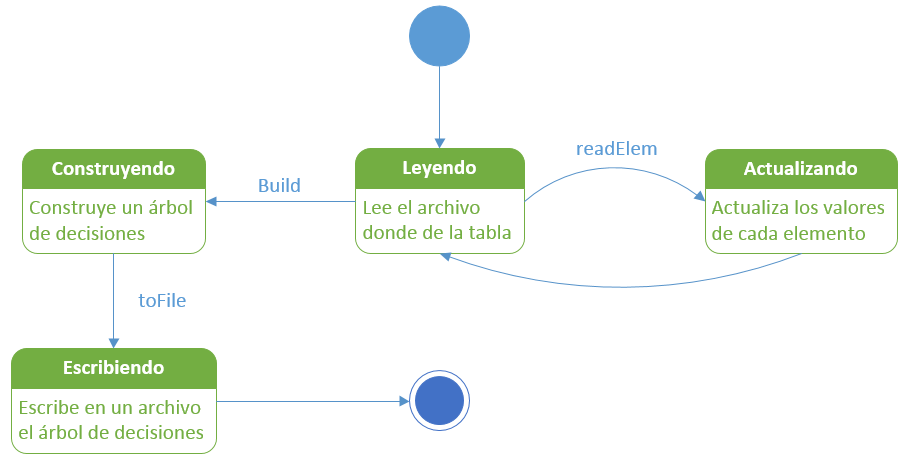 readElem
Construyendo
Construye un árbol
de decisiones
Build
Leyendo
Lee el archivo
donde de la tabla
Actualizando
Actualiza los valores
de cada elemento
toFile
Escribiendo
Escribe en un archivo
el árbol de decisiones